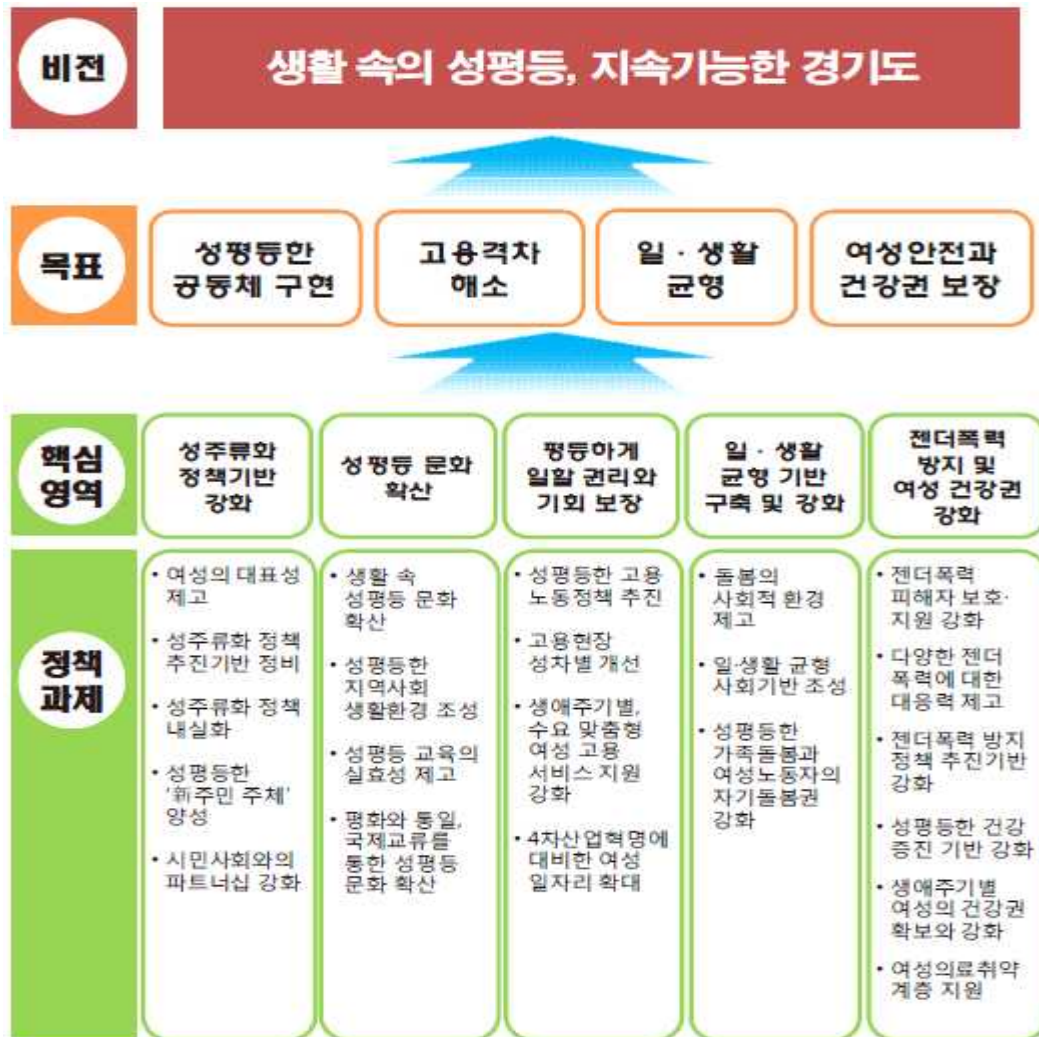 비전
생활 속의 성평등, 지속가능한 경기도
목표
성평등한
공동체 구현
고용격차
해소
일 · 생활
균형
여성안전과
건강권 보장
핵심
영역
성주류화
정책기반
강화
성평등 문화
확산
평등하게
일할 권리와
기회 보장
일 · 생활
균형 기반
구축 및 강화
젠더폭력
방지 및
여성 건강권
강화
정책
과제
• 여성의 대표성
제고
• 성주류화 정책
추진기반 정비
• 성주류화 정책
내실화
• 성평등한
‘新주민 주체’
양성
• 시민사회와의
파트너십 강화
• 생활 속
성평등 문화
확산
• 성평등한
지역사회
생활환경 조성
• 성평등 교육의
실효성 제고
• 평화와 통일,
국제교류를
통한 성평등
문화 확산
• 성평등한 고용
노동정책 추진
• 고용현장
성차별 개선
• 생애주기별,
수요 맞춤형
여성 고용
서비스 지원
강화
• 4차산업혁명에
대비한 여성
일자리 확대
• 돌봄의
사회적 환경
제고
• 일·생활 균형
사회기반 조성
• 성평등한
가족돌봄과
여성노동자의
자기돌봄권
강화
• 젠더폭력
피해자 보호·
지원 강화
• 다양한 젠더
폭력에 대한
대응력 제고
• 젠더폭력 방지
정책 추진기반
강화
• 성평등한 건강
증진 기반 강화
• 생애주기별
여성의 건강권
확보와 강화
• 여성의료취약
계층 지원